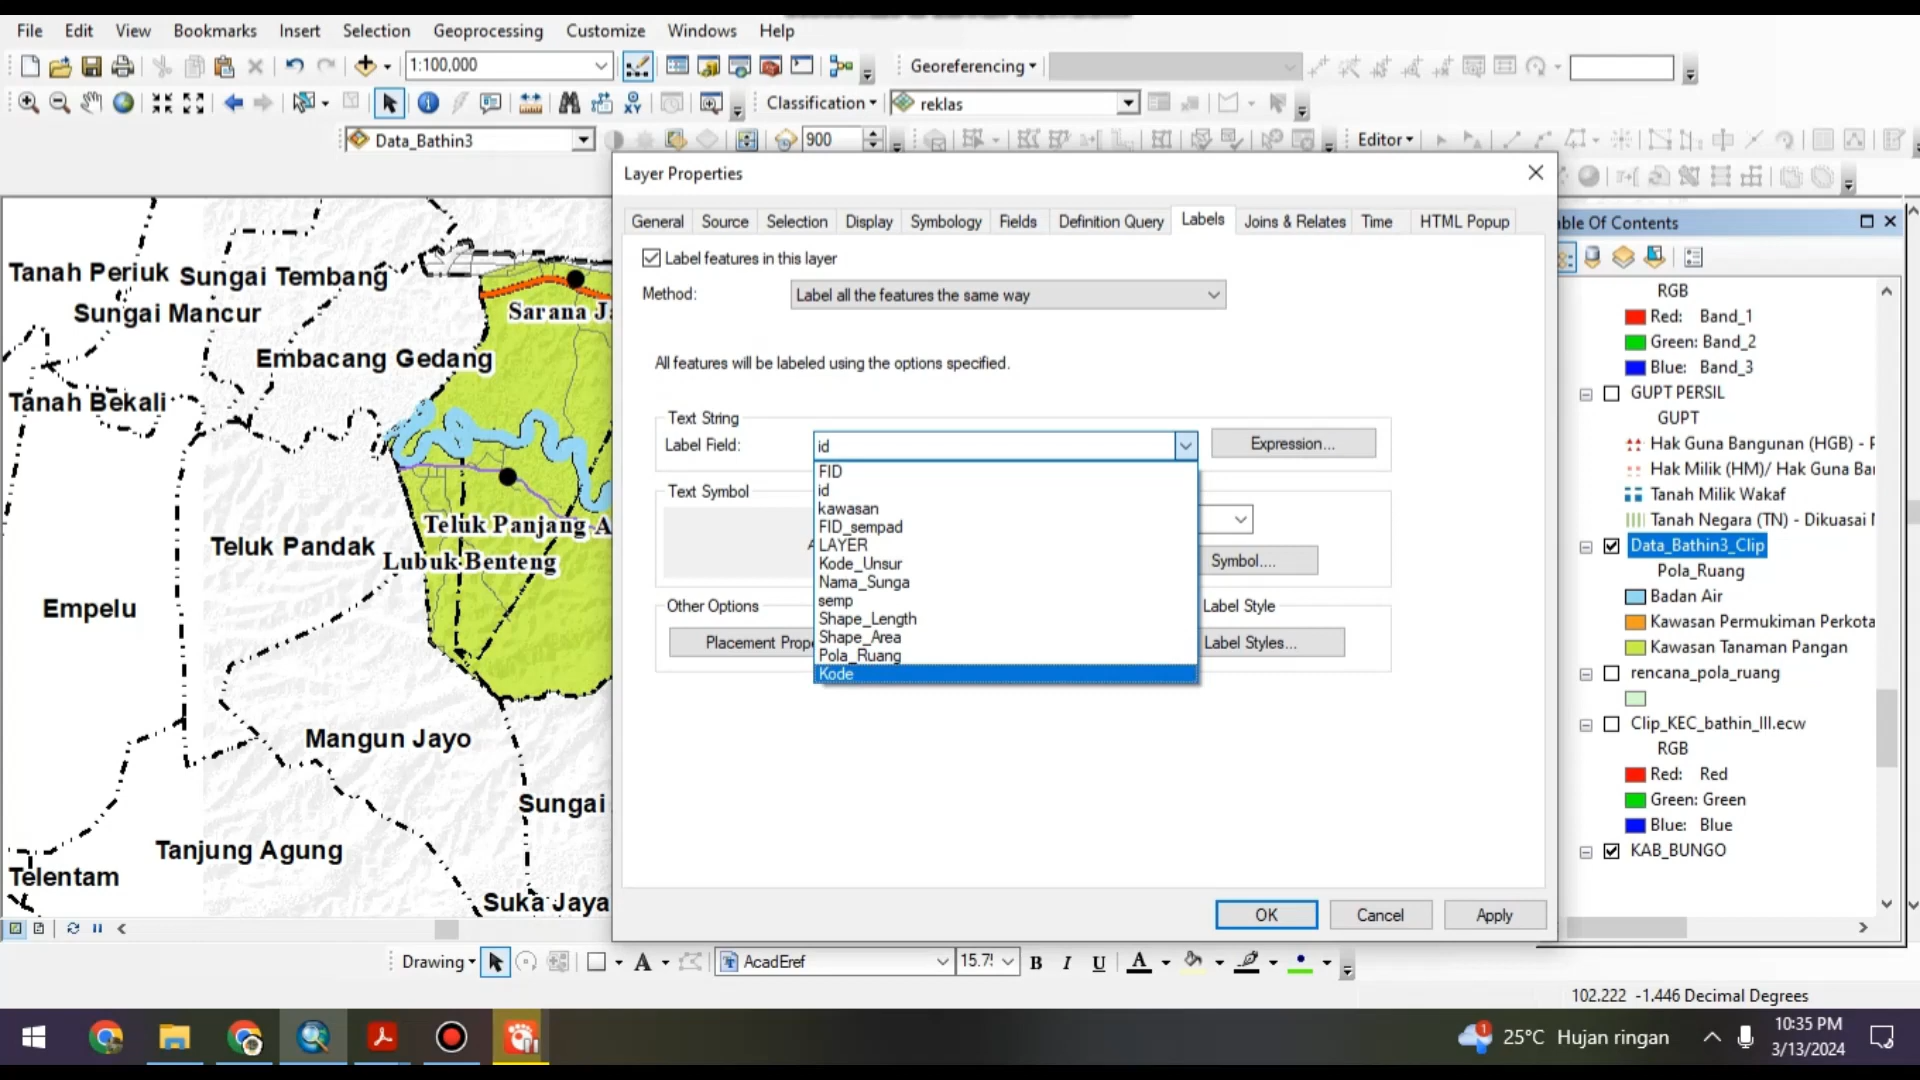 File Edit View Bookmarks Insert Selection Geoprocessing Customize Windows Help
1:100,000 Georeferencing
Classification reklas
Data_Bathin3 900 Editor
Layer Properties
General Source Selection Display Symbology Fields Definition Query Labels Joins & Relates Time HTML Popup
Label features in this layer
Method: Label all the features the same way
All features will be labeled using the options specified.
Text String
Label Field: id Expression...
FID
id
kawasan
FID_sempad
LAYER
Kode_Unsur
Nama_Sunga
semp
Shape_Length
Shape_Area
Pola_Ruang
Kode
Text Symbol
Symbol....
Other Options
Placement Prope
Label Style
Label Styles...
OK Cancel Apply
Tanah Periuk
Sungai Tembang
Sungai Mancur
Sarana J
Embacang Gedang
Tanah Bekali
Teluk Panjang A
Teluk Pandak
Lubuk Benteng
Empelu
Mangun Jayo
Sungai
Tanjung Agung
Telentam
Suka Jaya
ble Of Contents
RGB
Red: Band_1
Green: Band_2
Blue: Band_3
GUPT PERSIL
GUPT
Hak Guna Bangunan (HGB) - P
Hak Milik (HM)/ Hak Guna Ba
Tanah Milik Wakaf
Tanah Negara (TN) - Dikuasai
Data_Bathin3_Clip
Pola_Ruang
Badan Air
Kawasan Permukiman Perkota
Kawasan Tanaman Pangan
rencana_pola_ruang
Clip_KEC_bathin_III.ecw
RGB
Red: Red
Green: Green
Blue: Blue
KAB_BUNGO
Drawing A AcadEref 15.7 B I U A
102.222 -1.446 Decimal Degrees
1 25°C Hujan ringan
10:35 PM
3/13/2024